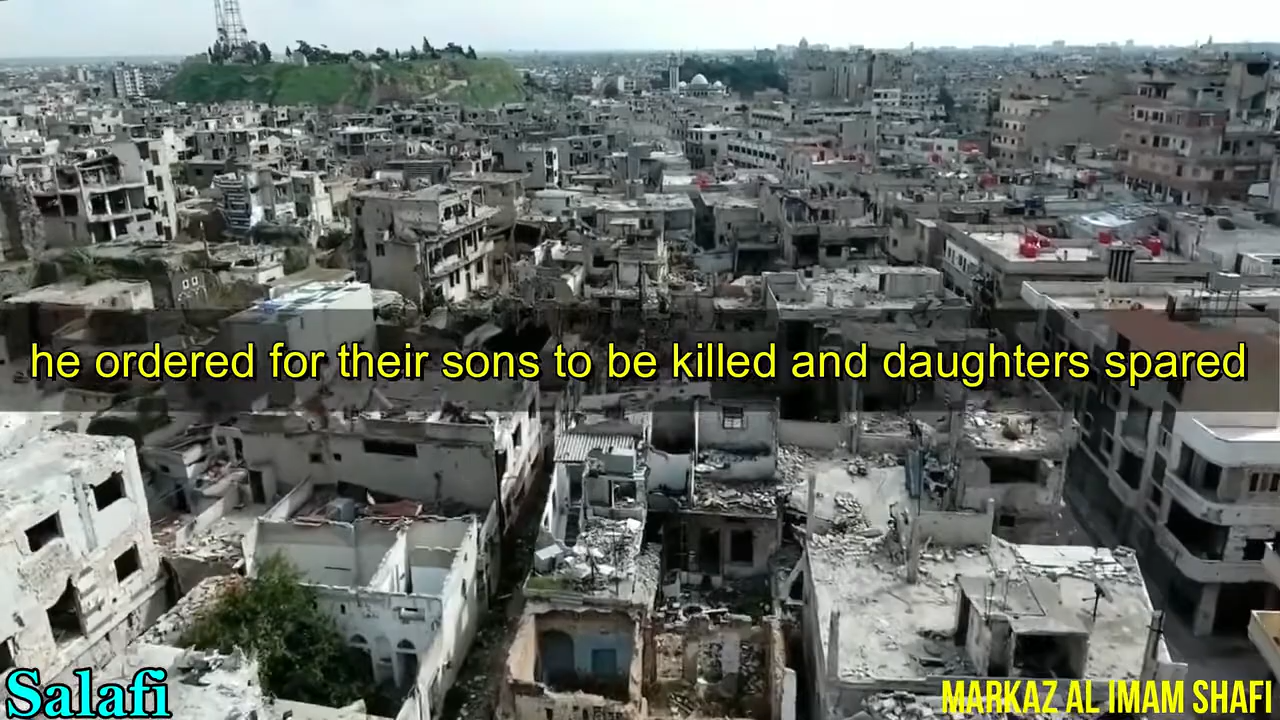 he ordered for their sons to be killed and daughters spared
Salafi
MARKAZ AL IMAM SHAFI